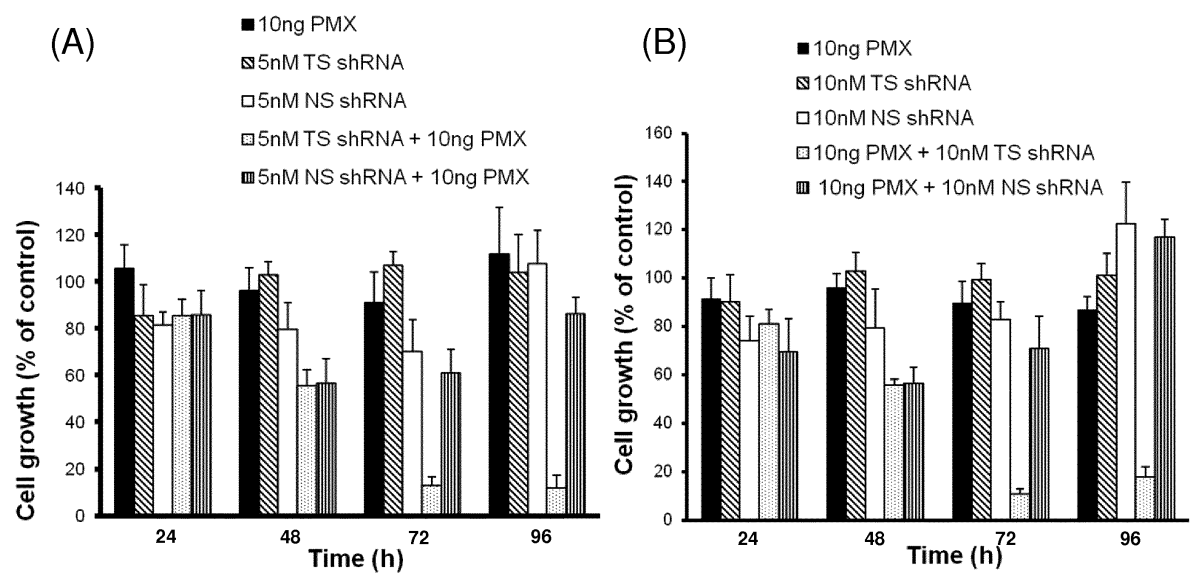 (A)
10ng PMX
5nM TS shRNA
5nM NS shRNA
5nM TS shRNA + 10ng PMX
5nM NS shRNA + 10ng PMX
Cell growth (% of control)
140
120
100
80
60
40
20
0
24 48 72 96
Time (h)
(B)
10ng PMX
10nM TS shRNA
10nM NS shRNA
10ng PMX + 10nM TS shRNA
10ng PMX + 10nM NS shRNA
Cell growth (% of control)
160
140
120
100
80
60
40
20
0
24 48 72 96
Time (h)